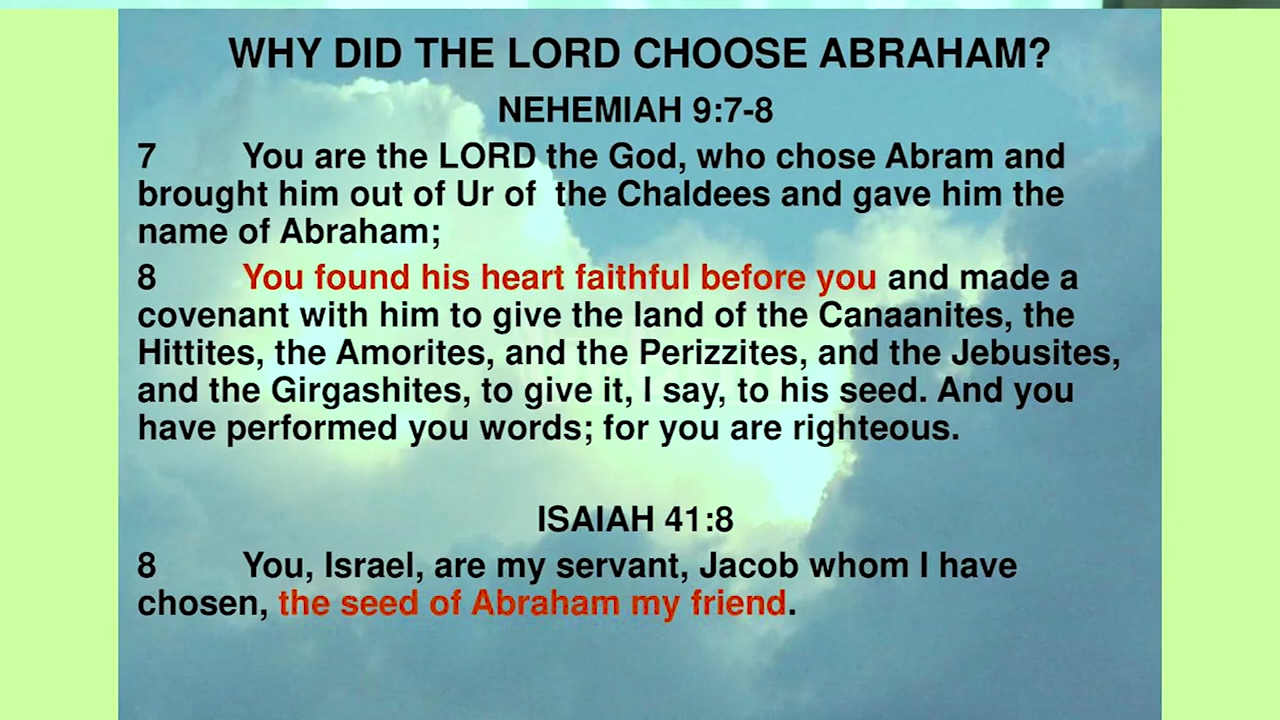 WHY DID THE LORD CHOOSE ABRAHAM?
NEHEMIAH 9:7-8
7 You are the LORD the God, who chose Abram and
brought him out of Ur of the Chaldees and gave him the
name of Abraham;
8 You found his heart faithful before you and made a
covenant with him to give the land of the Canaanites, the
Hittites, the Amorites, and the Perizzites, and the Jebusites,
and the Girgashites, to give it, I say, to his seed. And you
have performed you words; for you are righteous.
ISAIAH 41:8
8 You, Israel, are my servant, Jacob whom I have
chosen, the seed of Abraham my friend.